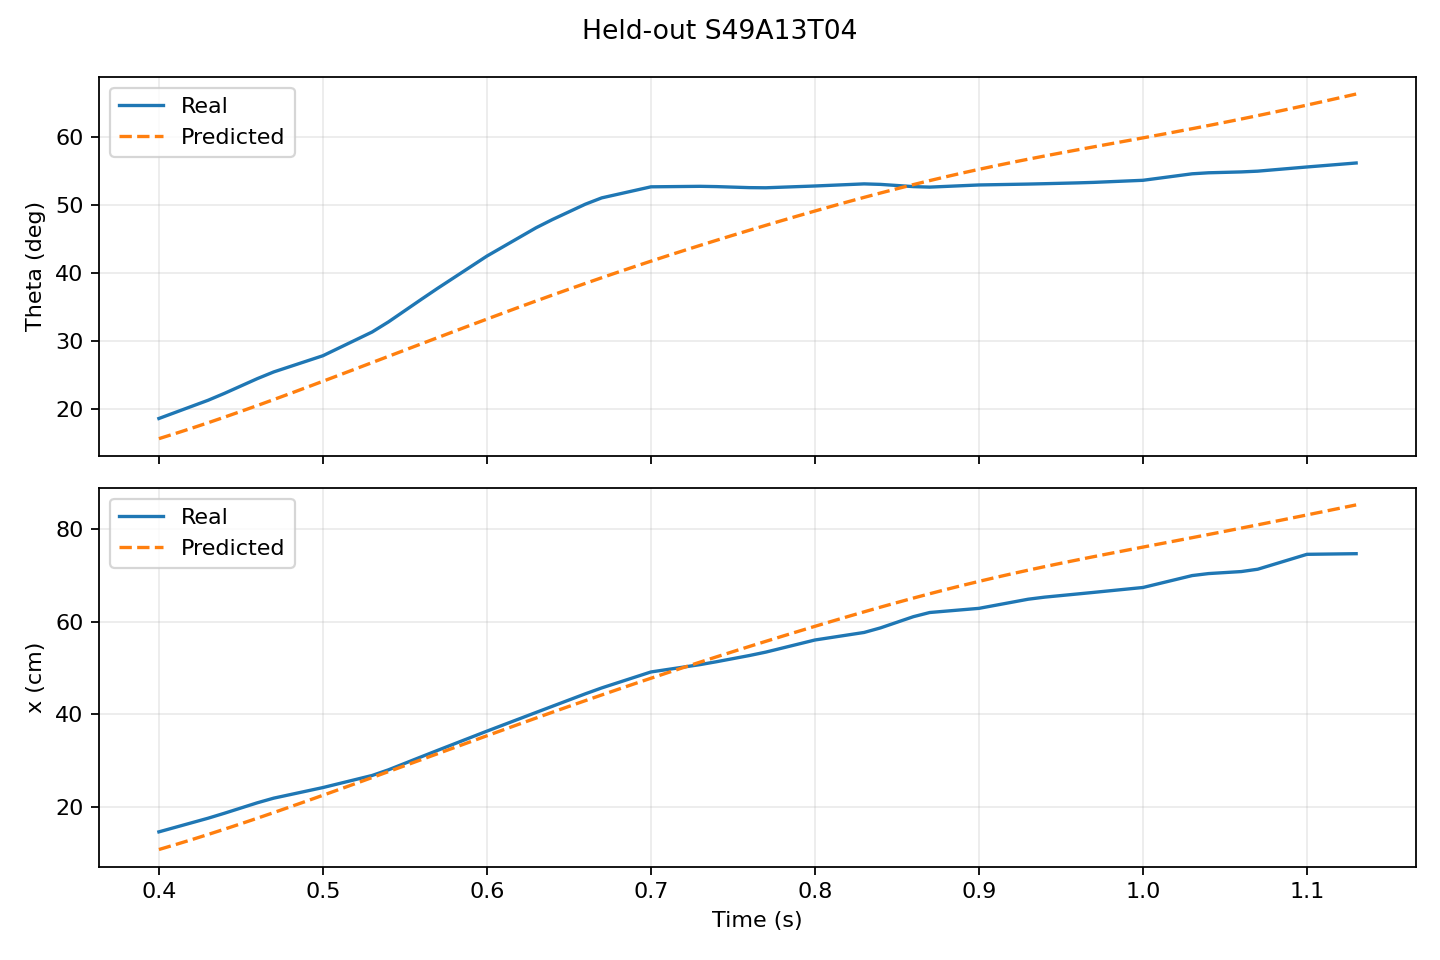 Held-out S49A13T04
Real
Predicted
60
50
40
30
20
Theta (deg)
Real
Predicted
80
60
40
20
x (cm)
0.4 0.5 0.6 0.7 0.8 0.9 1.0 1.1
Time (s)